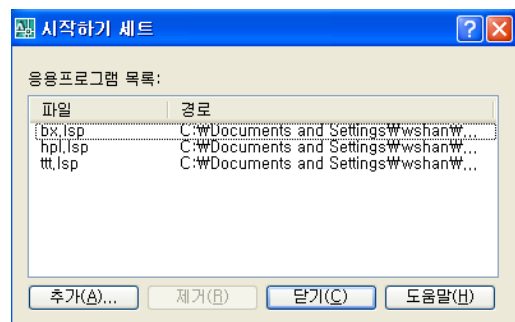 시작하기 세트
응용프로그램 목록:
파일 경로
bx.lsp C:₩Documents and Settings₩wshan₩...
hpl.lsp C:₩Documents and Settings₩wshan₩...
ttt.lsp C:₩Documents and Settings₩wshan₩...
추가(A)... 제거(R) 닫기(C) 도움말(H)